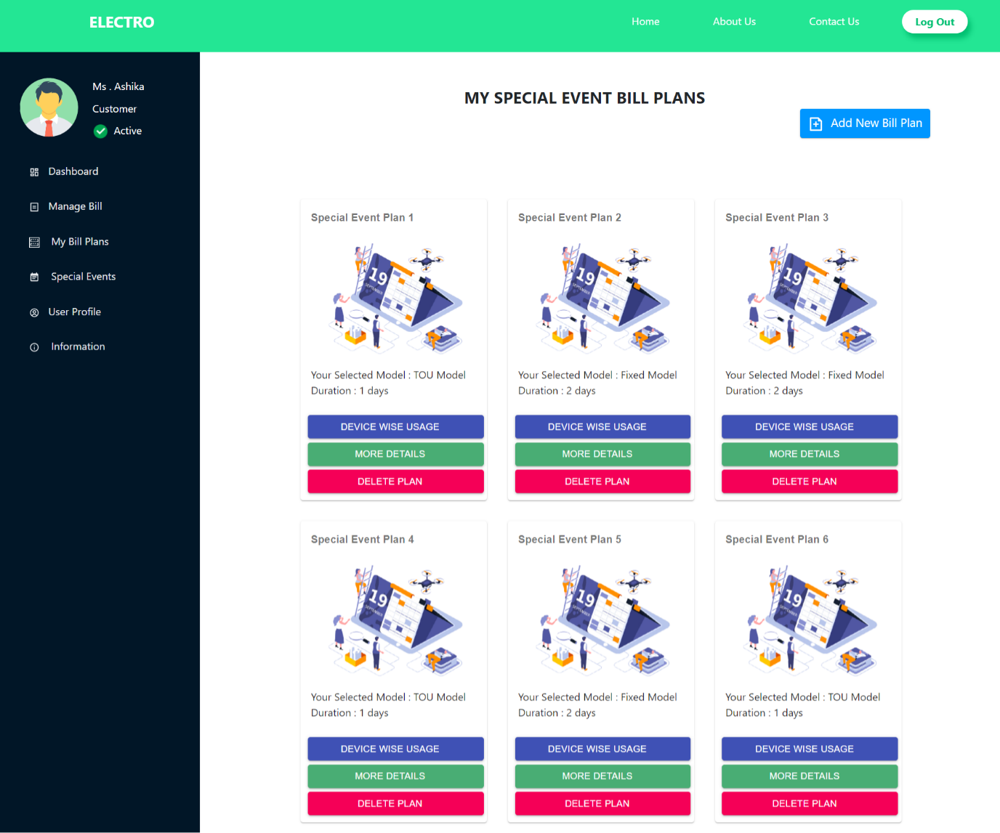 ELECTRO
Home
About Us
Contact Us
Log Out
Ms . Ashika
Customer
Active
Dashboard
Manage Bill
My Bill Plans
Special Events
User Profile
Information
MY SPECIAL EVENT BILL PLANS
Add New Bill Plan
Special Event Plan 1
19
SEPTEMBER
Your Selected Model : TOU Model
Duration : 1 days
DEVICE WISE USAGE
MORE DETAILS
DELETE PLAN
Special Event Plan 2
19
SEPTEMBER
Your Selected Model : Fixed Model
Duration : 2 days
DEVICE WISE USAGE
MORE DETAILS
DELETE PLAN
Special Event Plan 3
19
SEPTEMBER
Your Selected Model : Fixed Model
Duration : 2 days
DEVICE WISE USAGE
MORE DETAILS
DELETE PLAN
Special Event Plan 4
19
SEPTEMBER
Your Selected Model : TOU Model
Duration : 1 days
DEVICE WISE USAGE
MORE DETAILS
DELETE PLAN
Special Event Plan 5
19
SEPTEMBER
Your Selected Model : Fixed Model
Duration : 2 days
DEVICE WISE USAGE
MORE DETAILS
DELETE PLAN
Special Event Plan 6
19
SEPTEMBER
Your Selected Model : TOU Model
Duration : 1 days
DEVICE WISE USAGE
MORE DETAILS
DELETE PLAN